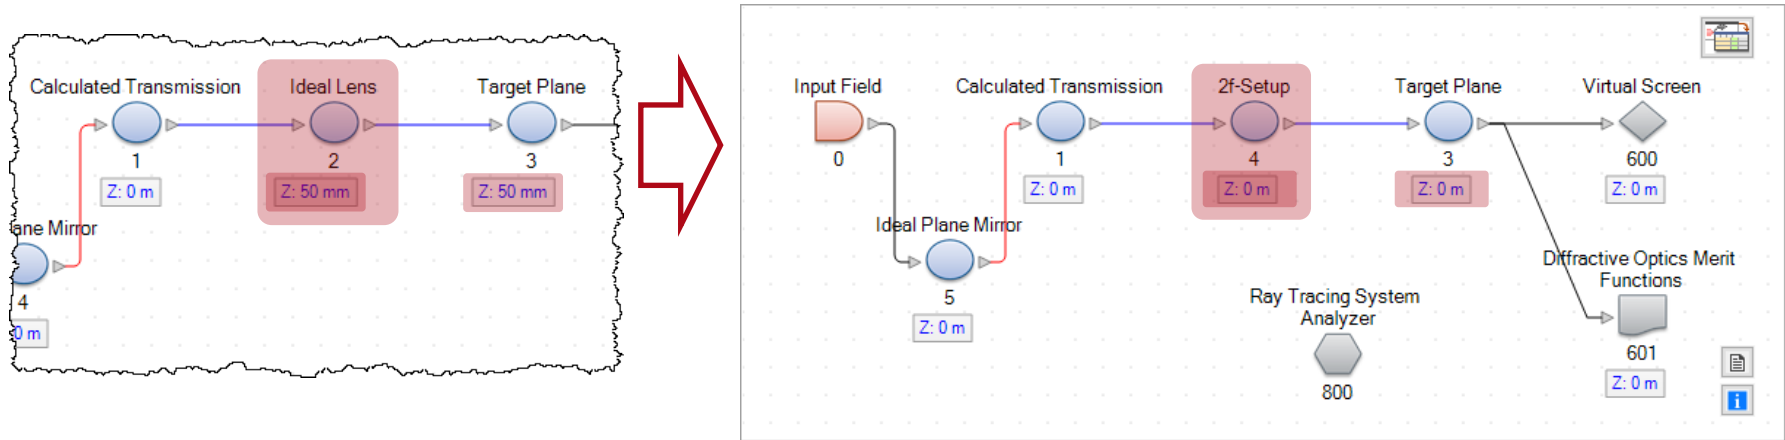 Calculated Transmission
Ideal Lens
Target Plane
1
2
3
Z: 0 m
Z: 50 mm
Z: 50 mm
ane Mirror
4
0 m
Input Field
Calculated Transmission
2f-Setup
Target Plane
Virtual Screen
0
1
4
3
600
Z: 0 m
Z: 0 m
Z: 0 m
Z: 0 m
Ideal Plane Mirror
5
Z: 0 m
Diffractive Optics Merit
Functions
Ray Tracing System
Analyzer
800
601
Z: 0 m
i